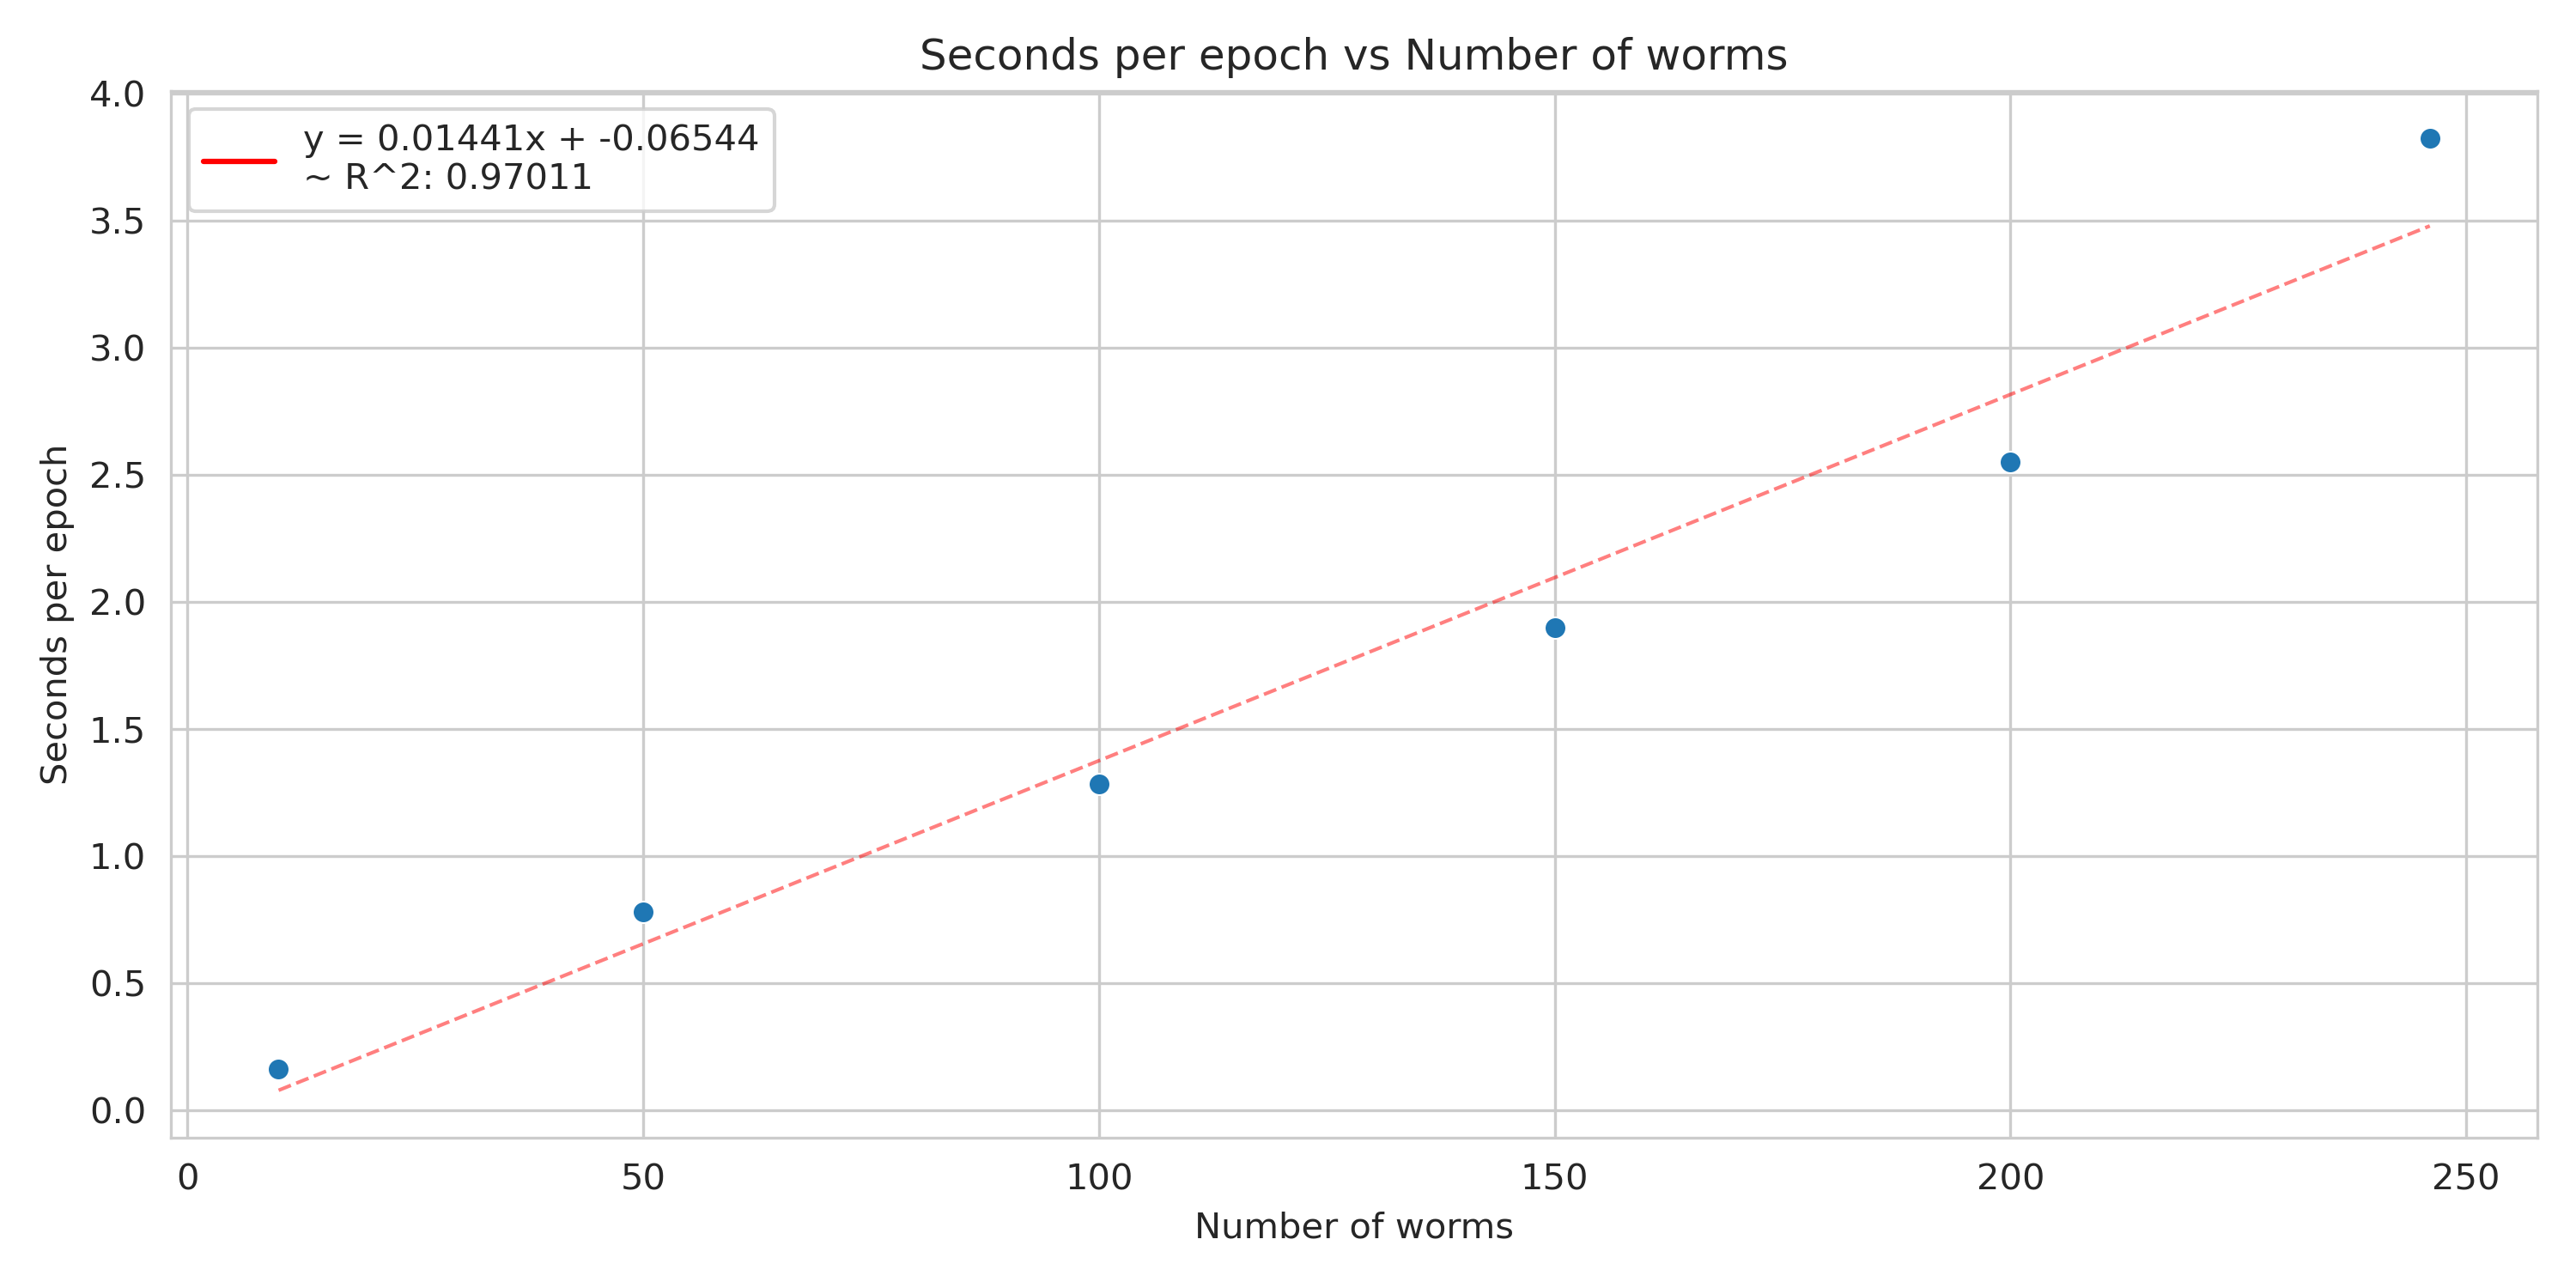 Seconds per epoch vs Number of worms
y = 0.01441x + -0.06544
~ R^2: 0.97011
Seconds per epoch
4.0
3.5
3.0
2.5
2.0
1.5
1.0
0.5
0.0
0 50 100 150 200 250
Number of worms